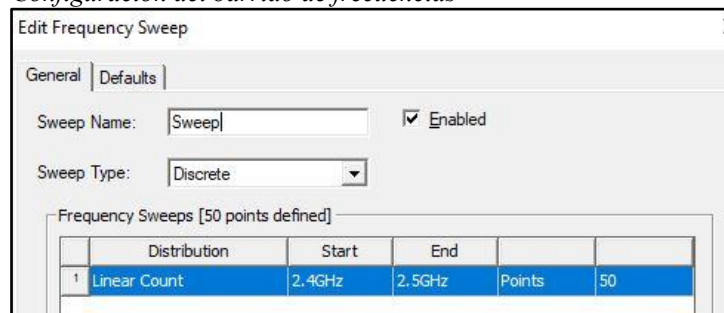 Configuración del barrido de frecuencias
Edit Frequency Sweep
General Defaults
Sweep Name: Sweep Enabled
Sweep Type: Discrete
Frequency Sweeps [50 points defined]
Distribution Start End
1 Linear Count 2.4GHz 2.5GHz Points 50